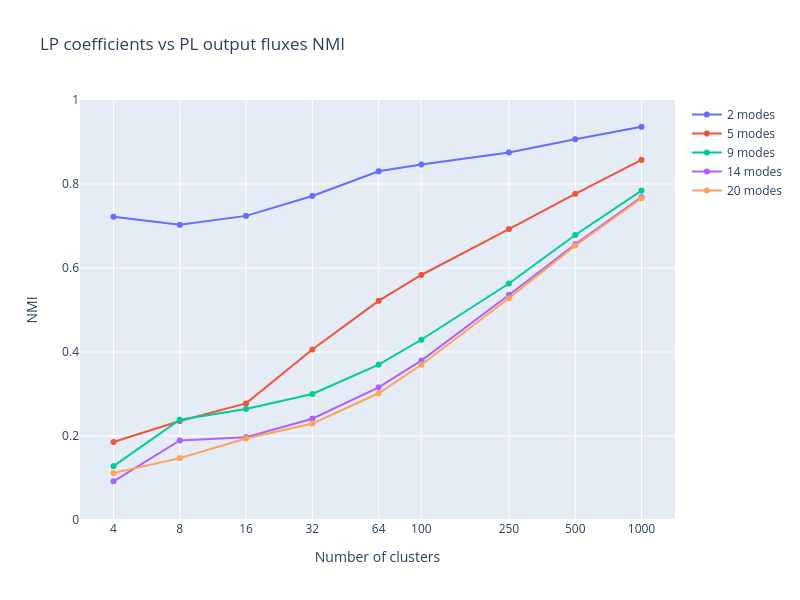 LP coefficients vs PL output fluxes NMI
1
0.8
0.6
0.4
0.2
0
NMI
4 8 16 32 64 100 250 500 1000
Number of clusters
2 modes
5 modes
9 modes
14 modes
20 modes